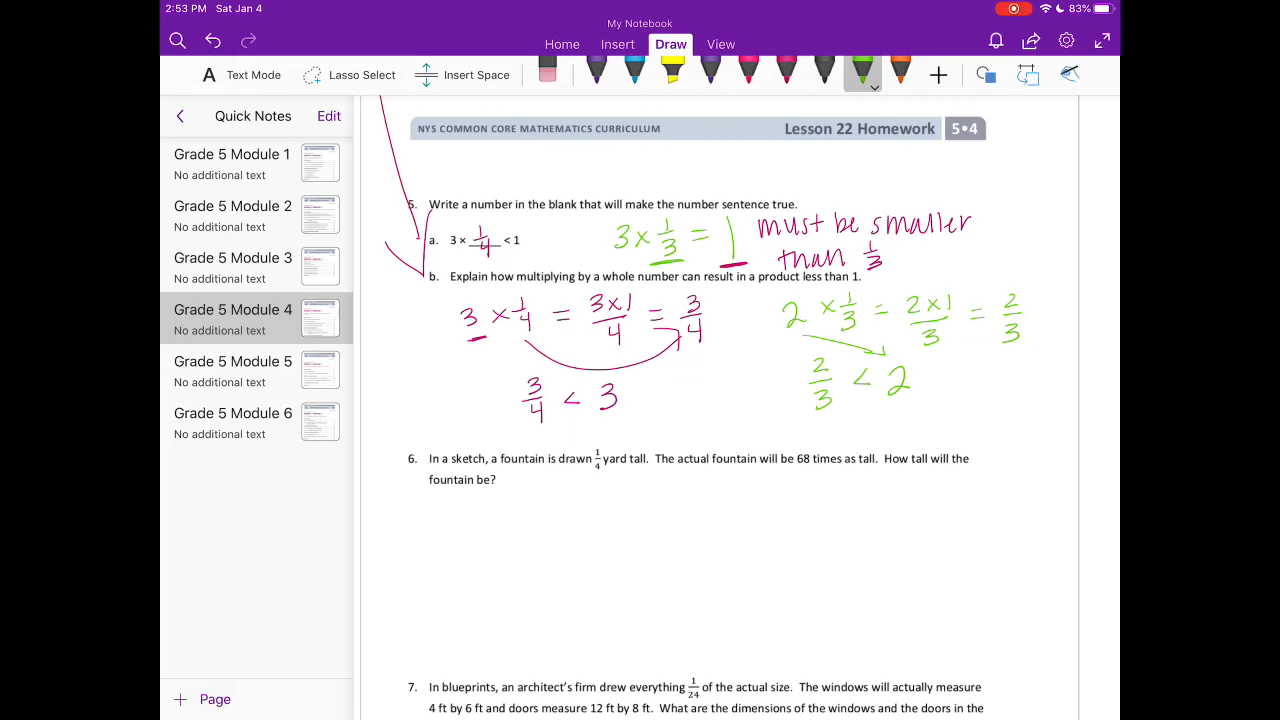 2:53 PM Sat Jan 4
83%
My Notebook
Home Insert Draw View
A Text Mode Lasso Select Insert Space
Quick Notes Edit
Grade 5 Module 1
No additional text
Grade 5 Module 2
No additional text
Grade 5 Module 3
No additional text
Grade 5 Module 4
No additional text
Grade 5 Module 5
No additional text
Grade 5 Module 6
No additional text
+ Page
NYS COMMON CORE MATHEMATICS CURRICULUM Lesson 22 Homework 5•4
5. Write a number in the blank that will make the number sentence true.
a. 3 × 1/4 < 1
3 × 1/3 = 1 must be smaller
than 1/3
b. Explain how multiplying by a whole number can result in a product less than 1.
3 × 1/4 = 3×1/4 = 3/4 2 × 1/3 = 2×1/3 = 2/3
3/4 < 3 2/3 < 2
6. In a sketch, a fountain is drawn 1/4 yard tall. The actual fountain will be 68 times as tall. How tall will the
fountain be?
7. In blueprints, an architect's firm drew everything 1/24 of the actual size. The windows will actually measure
4 ft by 6 ft and doors measure 12 ft by 8 ft. What are the dimensions of the windows and the doors in the